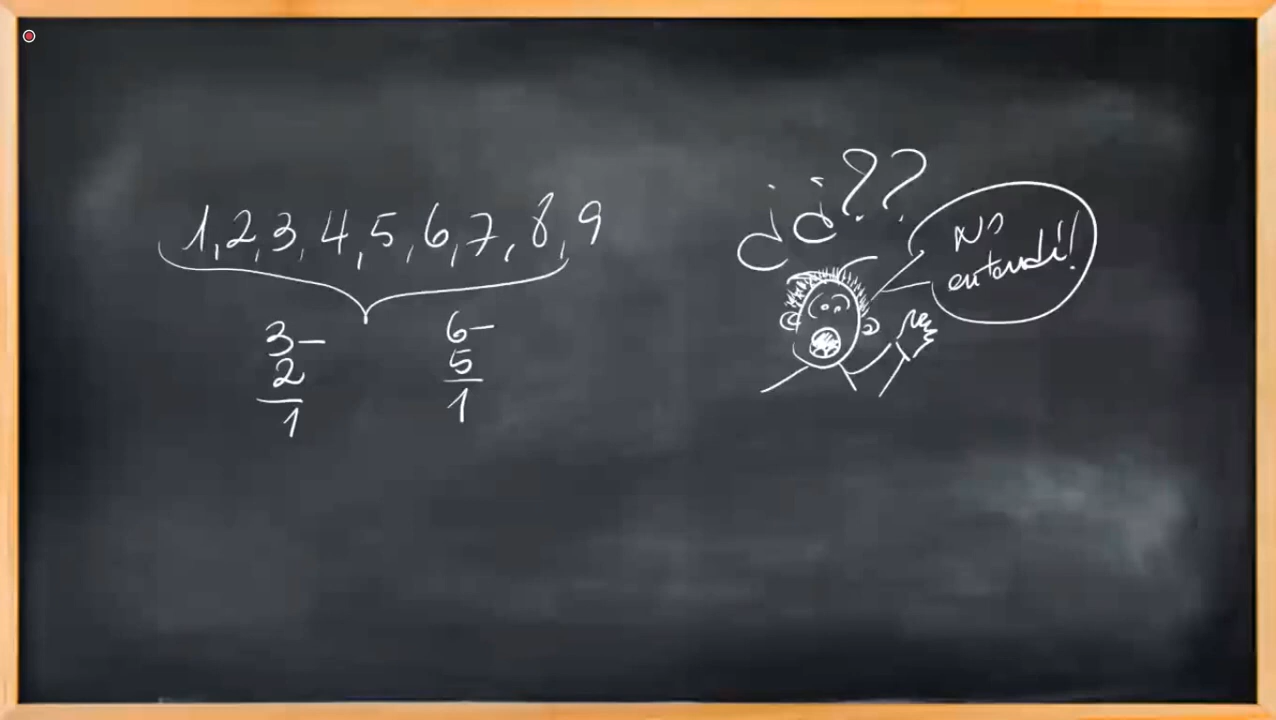 1, 2, 3, 4, 5, 6, 7, 8, 9
3-
2
1
6-
5
1
¿¿??
No
entendí!